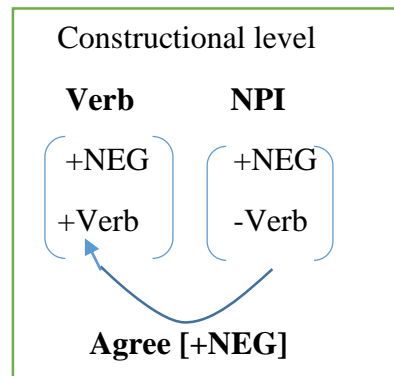 Constructional level
Verb NPI
+NEG +NEG
+Verb -Verb
Agree [+NEG]